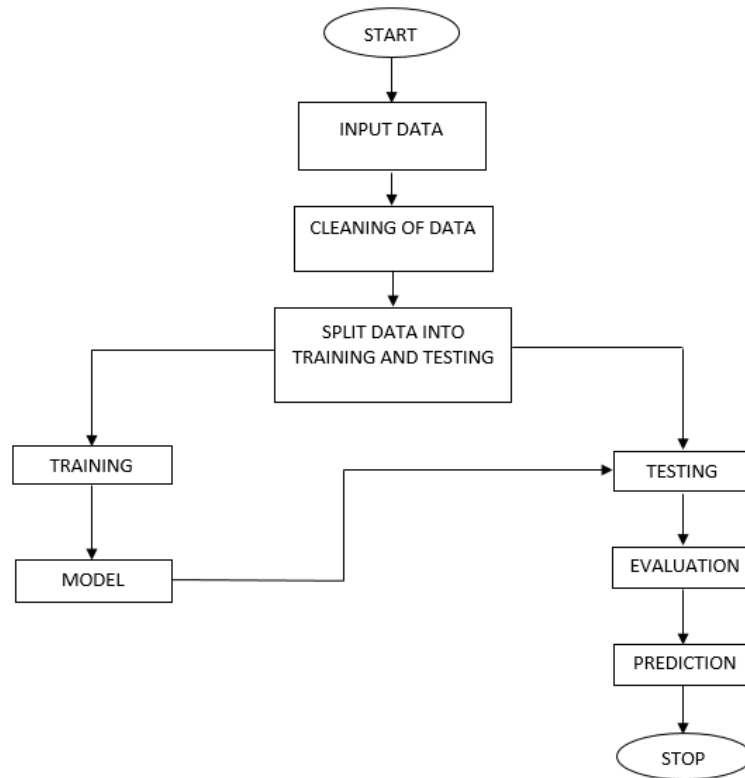 START
INPUT DATA
CLEANING OF DATA
SPLIT DATA INTO
TRAINING AND TESTING
TRAINING
TESTING
MODEL
EVALUATION
PREDICTION
STOP